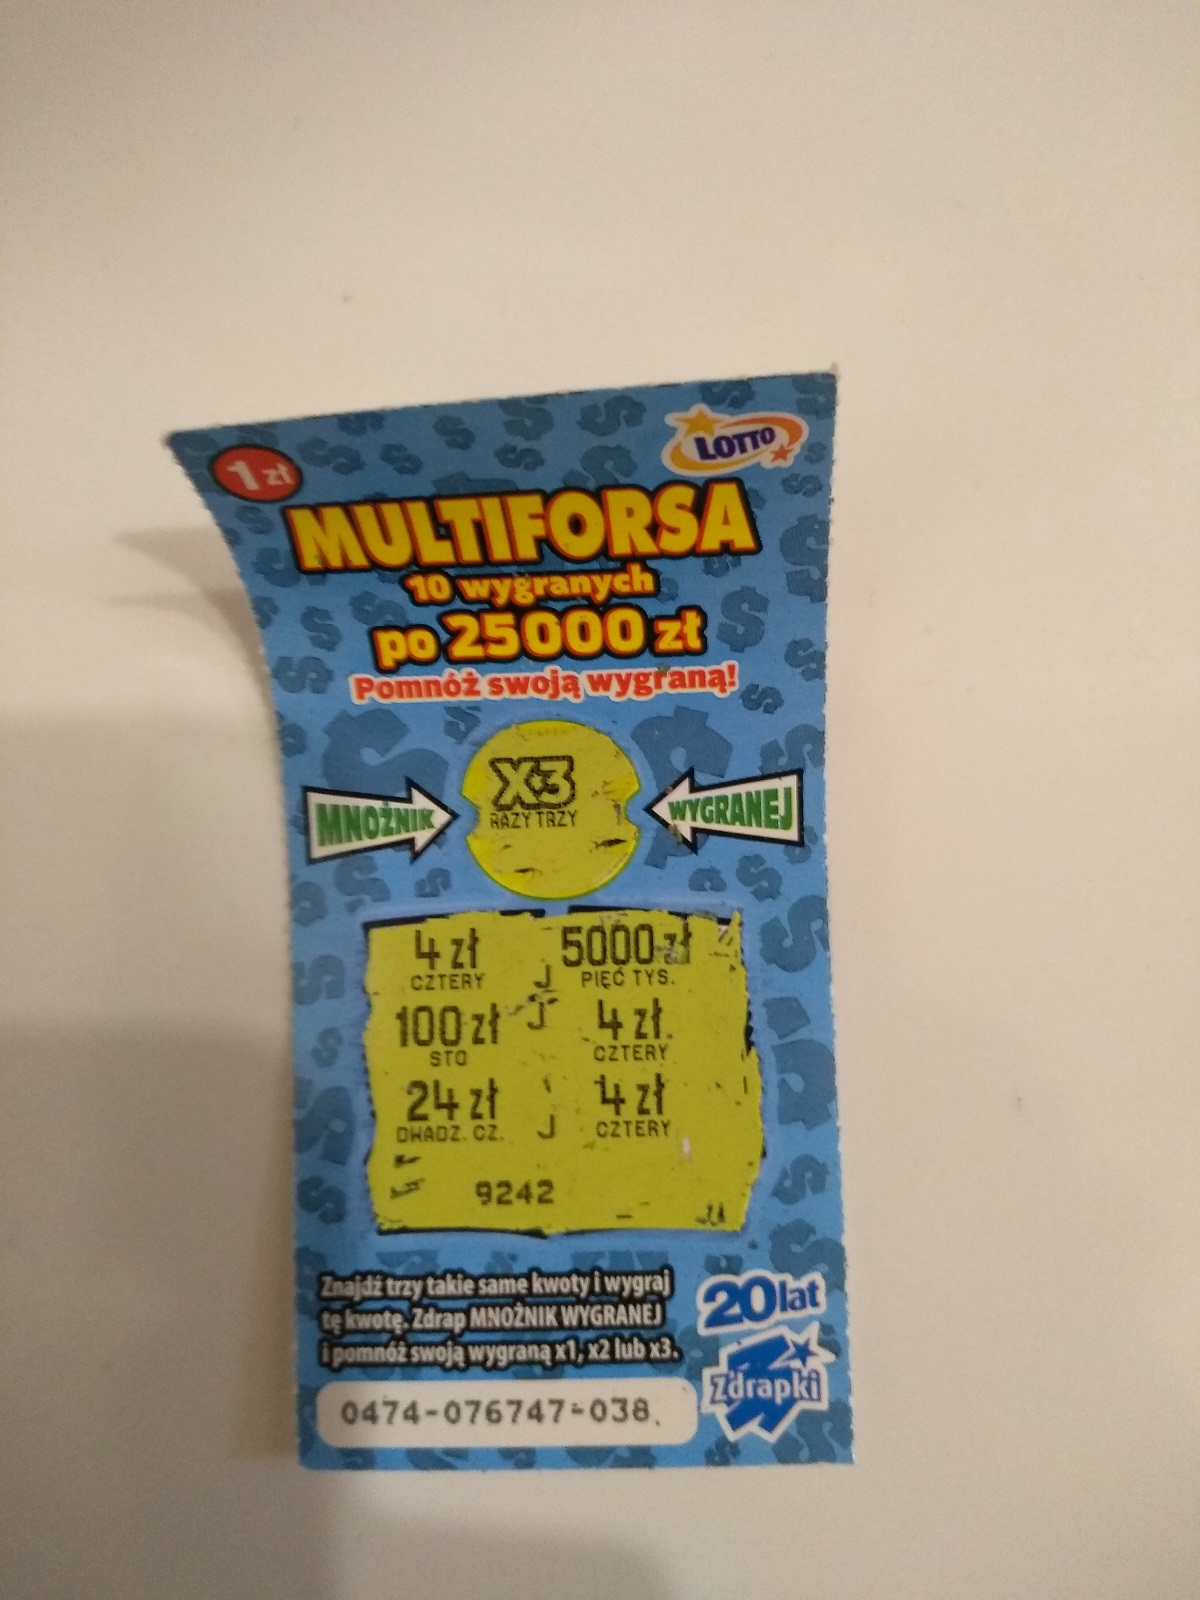 1 zł
LOTTO
MULTIFORSA
10 wygranych
po 25000 zł
Pomnóż swoją wygraną!
MNOŻNIK
X3
RAZY TRZY
WYGRANEJ
4 zł 5000 zł
CZTERY J PIĘĆ TYS.
100 zł J 4 zł
STO CZTERY
24 zł 4 zł
DWADZ. CZ. J CZTERY
9242
Znajdź trzy takie same kwoty i wygraj
tę kwotę. Zdrap MNOŻNIK WYGRANEJ
i pomnóż swoją wygraną x1, x2 lub x3.
20 lat
Zdrapki
0474-076747-038